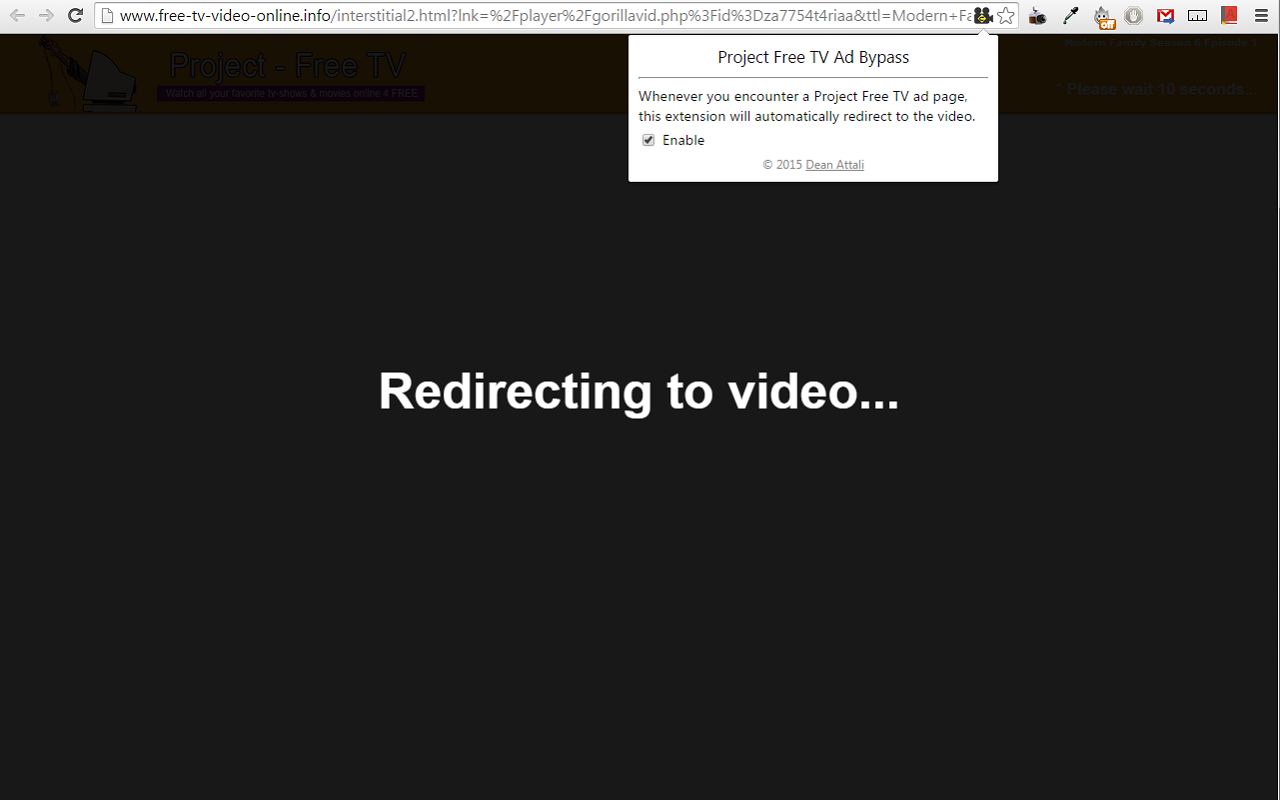 www.free-tv-video-online.info/interstitial2.html?lnk=%2Fplayer%2Fgorillavid.php%3Fid%3Dza7754t4riaa&ttl=Modern+Fa
off
Project Free TV Ad Bypass
Whenever you encounter a Project Free TV ad page,
this extension will automatically redirect to the video.
Enable
© 2015 Dean Attali
Project - Free TV
Watch all your favorite tv-shows & movies online 4 FREE
Modern Family Season 6 Episode
* Please wait 10 seconds...
Redirecting to video...